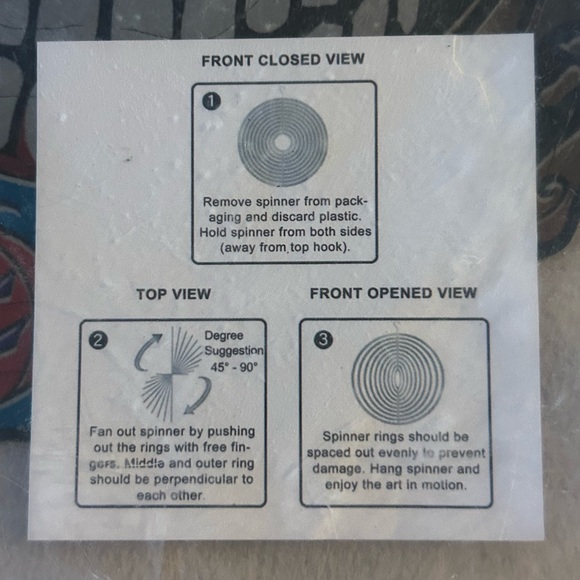 FRONT CLOSED VIEW
1
Remove spinner from pack-
aging and discard plastic.
Hold spinner from both sides
(away from top hook).
TOP VIEW
2
Degree
Suggestion
45° - 90°
Fan out spinner by pushing
out the rings with free fin-
gers. Middle and outer ring
should be perpendicular to
each other.
FRONT OPENED VIEW
3
Spinner rings should be
spaced out evenly to prevent
damage. Hang spinner and
enjoy the art in motion.